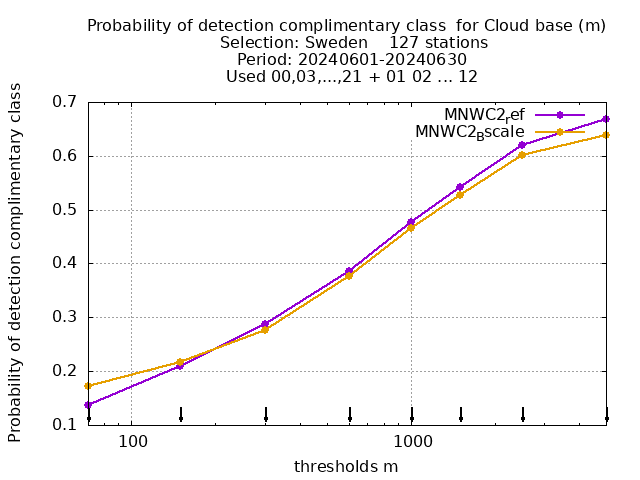 Probability of detection complimentary class  for Cloud base (m)
Selection: Sweden    127 stations
Period: 20240601-20240630
Used 00,03,...,21 + 01 02 ... 12
Probability of detection complimentary class
0.7
0.6
0.5
0.4
0.3
0.2
0.1
MNWC2_ref
MNWC2_Bscale
100
1000
thresholds m